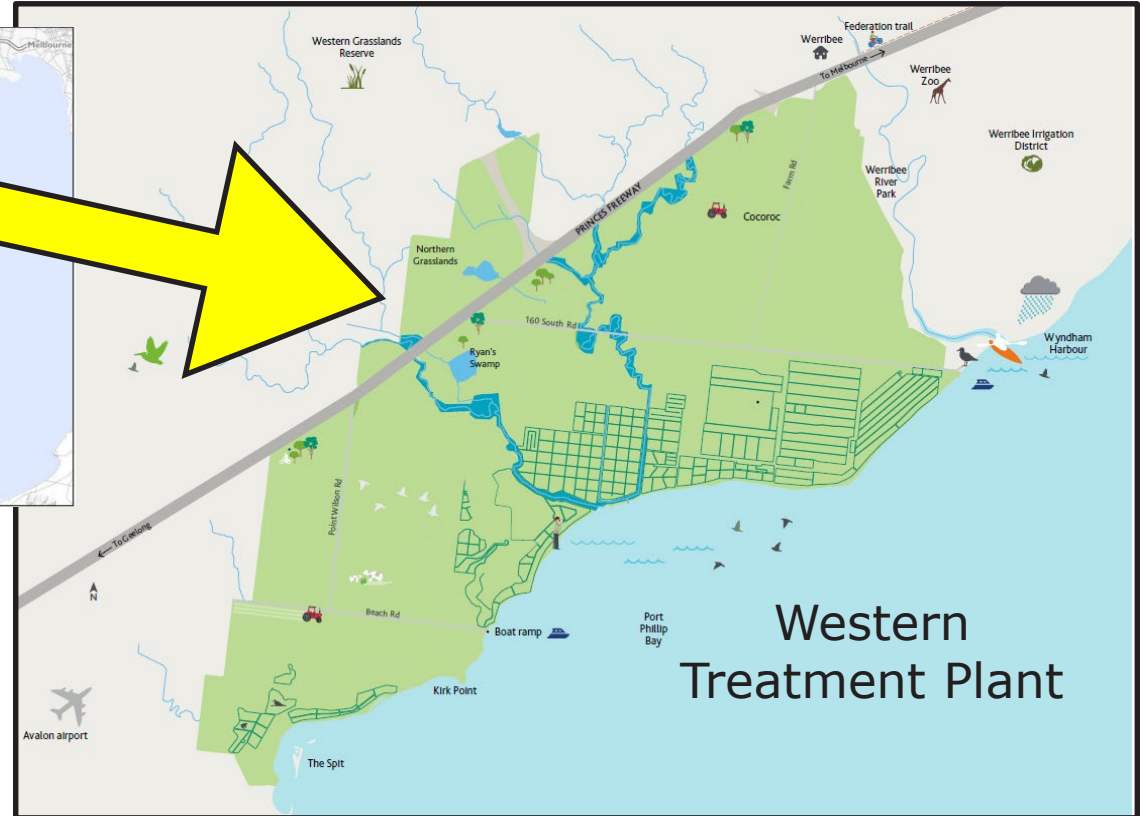 Melbourne
Federation trail
Western Grasslands
Reserve
Werribee
To Melbourne
Werribee
Zoo
Werribee Irrigation
District
Farm Rd
Werribee
River
Park
PRINCES FREEWAY
Cocoroc
Northern
Grasslands
160 South Rd
Wyndham
Harbour
Ryan's
Swamp
Point Wilson Rd
To Geelong
N
Beach Rd
Boat ramp
Port
Phillip
Bay
Western
Treatment Plant
Kirk Point
Avalon airport
The Spit